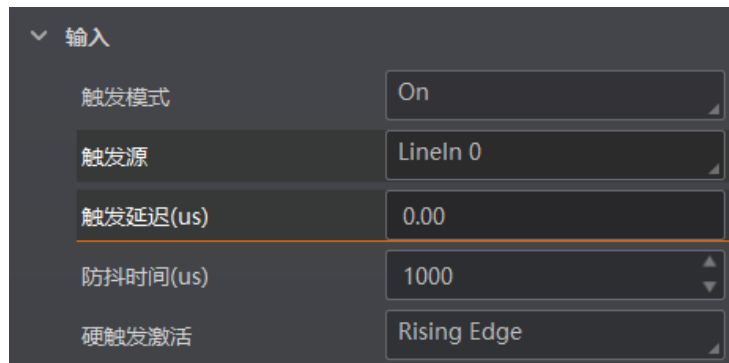 输入
触发模式 On
触发源 LineIn 0
触发延迟(us) 0.00
防抖时间(us) 1000
硬触发激活 Rising Edge